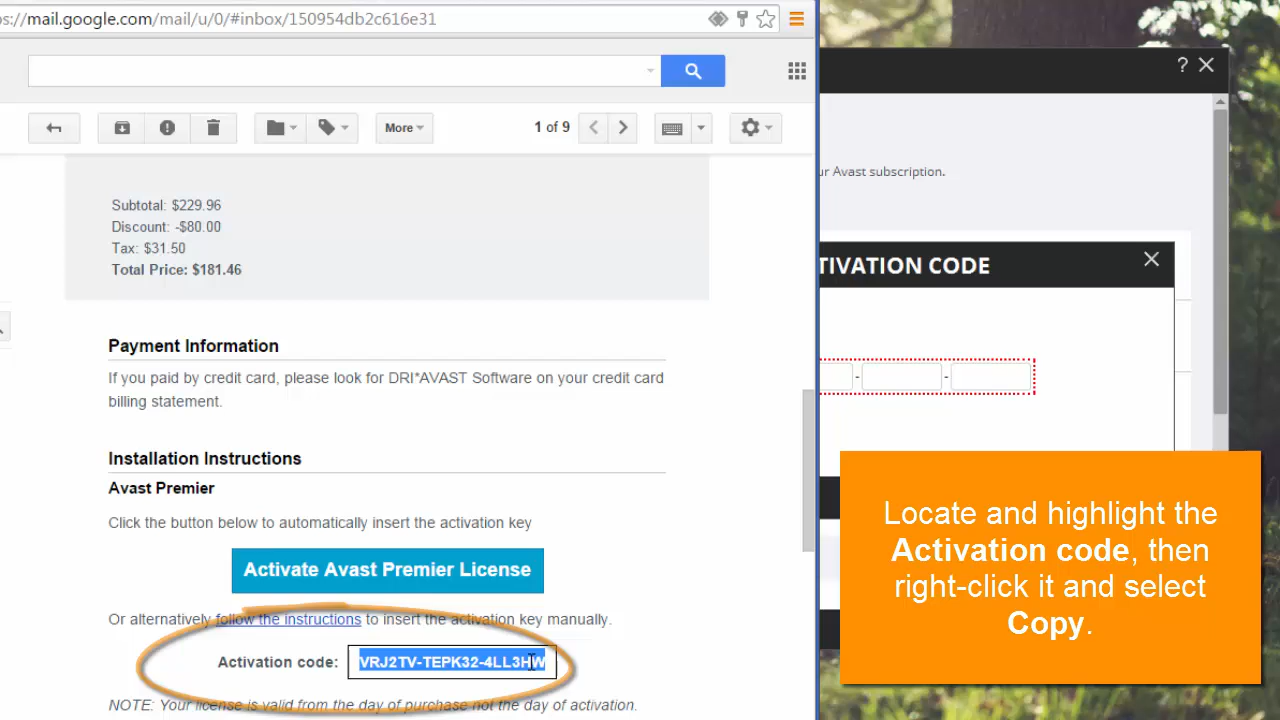 s://mail.google.com/mail/u/0/#inbox/150954db2c616e31
?
More
1 of 9
Subtotal: $229.96
Discount: -$80.00
Tax: $31.50
Total Price: $181.46
Payment Information
If you paid by credit card, please look for DRI*AVAST Software on your credit card
billing statement.
Installation Instructions
Avast Premier
Click the button below to automatically insert the activation key
Activate Avast Premier License
Or alternatively follow the instructions to insert the activation key manually.
Activation code: VRJ2TV-TEPK32-4LL3HW
NOTE: Your license is valid from the day of purchase not the day of activation.
ur Avast subscription.
TIVATION CODE
- -
Locate and highlight the
Activation code, then
right-click it and select
Copy.